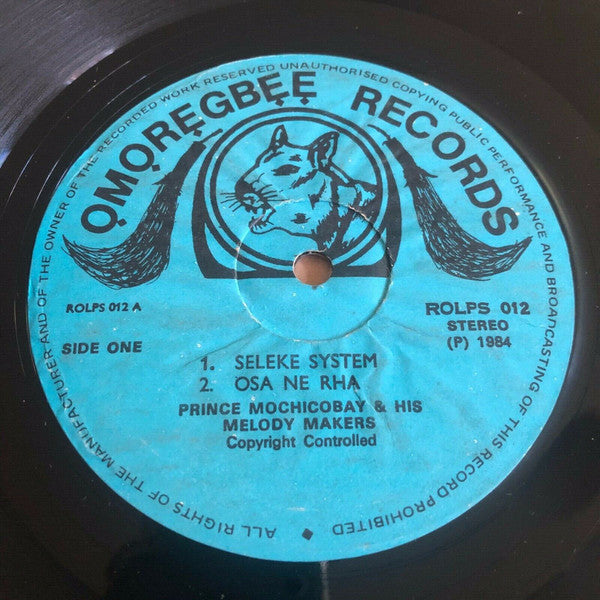 ALL RIGHTS OF THE MANUFACTURER AND OF THE OWNER OF THE RECORDED WORK RESERVED UNAUTHORISED COPYING PUBLIC PERFORMANCE AND BROADCASTING OF THIS RECORD PROHIBITED
ỌMỌRẸGBẸẸ RECORDS
ROLPS 012 A
ROLPS 012
STEREO
SIDE ONE
(P) 1984
1. SELEKE SYSTEM
2. OSA NE RHA
PRINCE MOCHICOBAY & HIS
MELODY MAKERS
Copyright Controlled